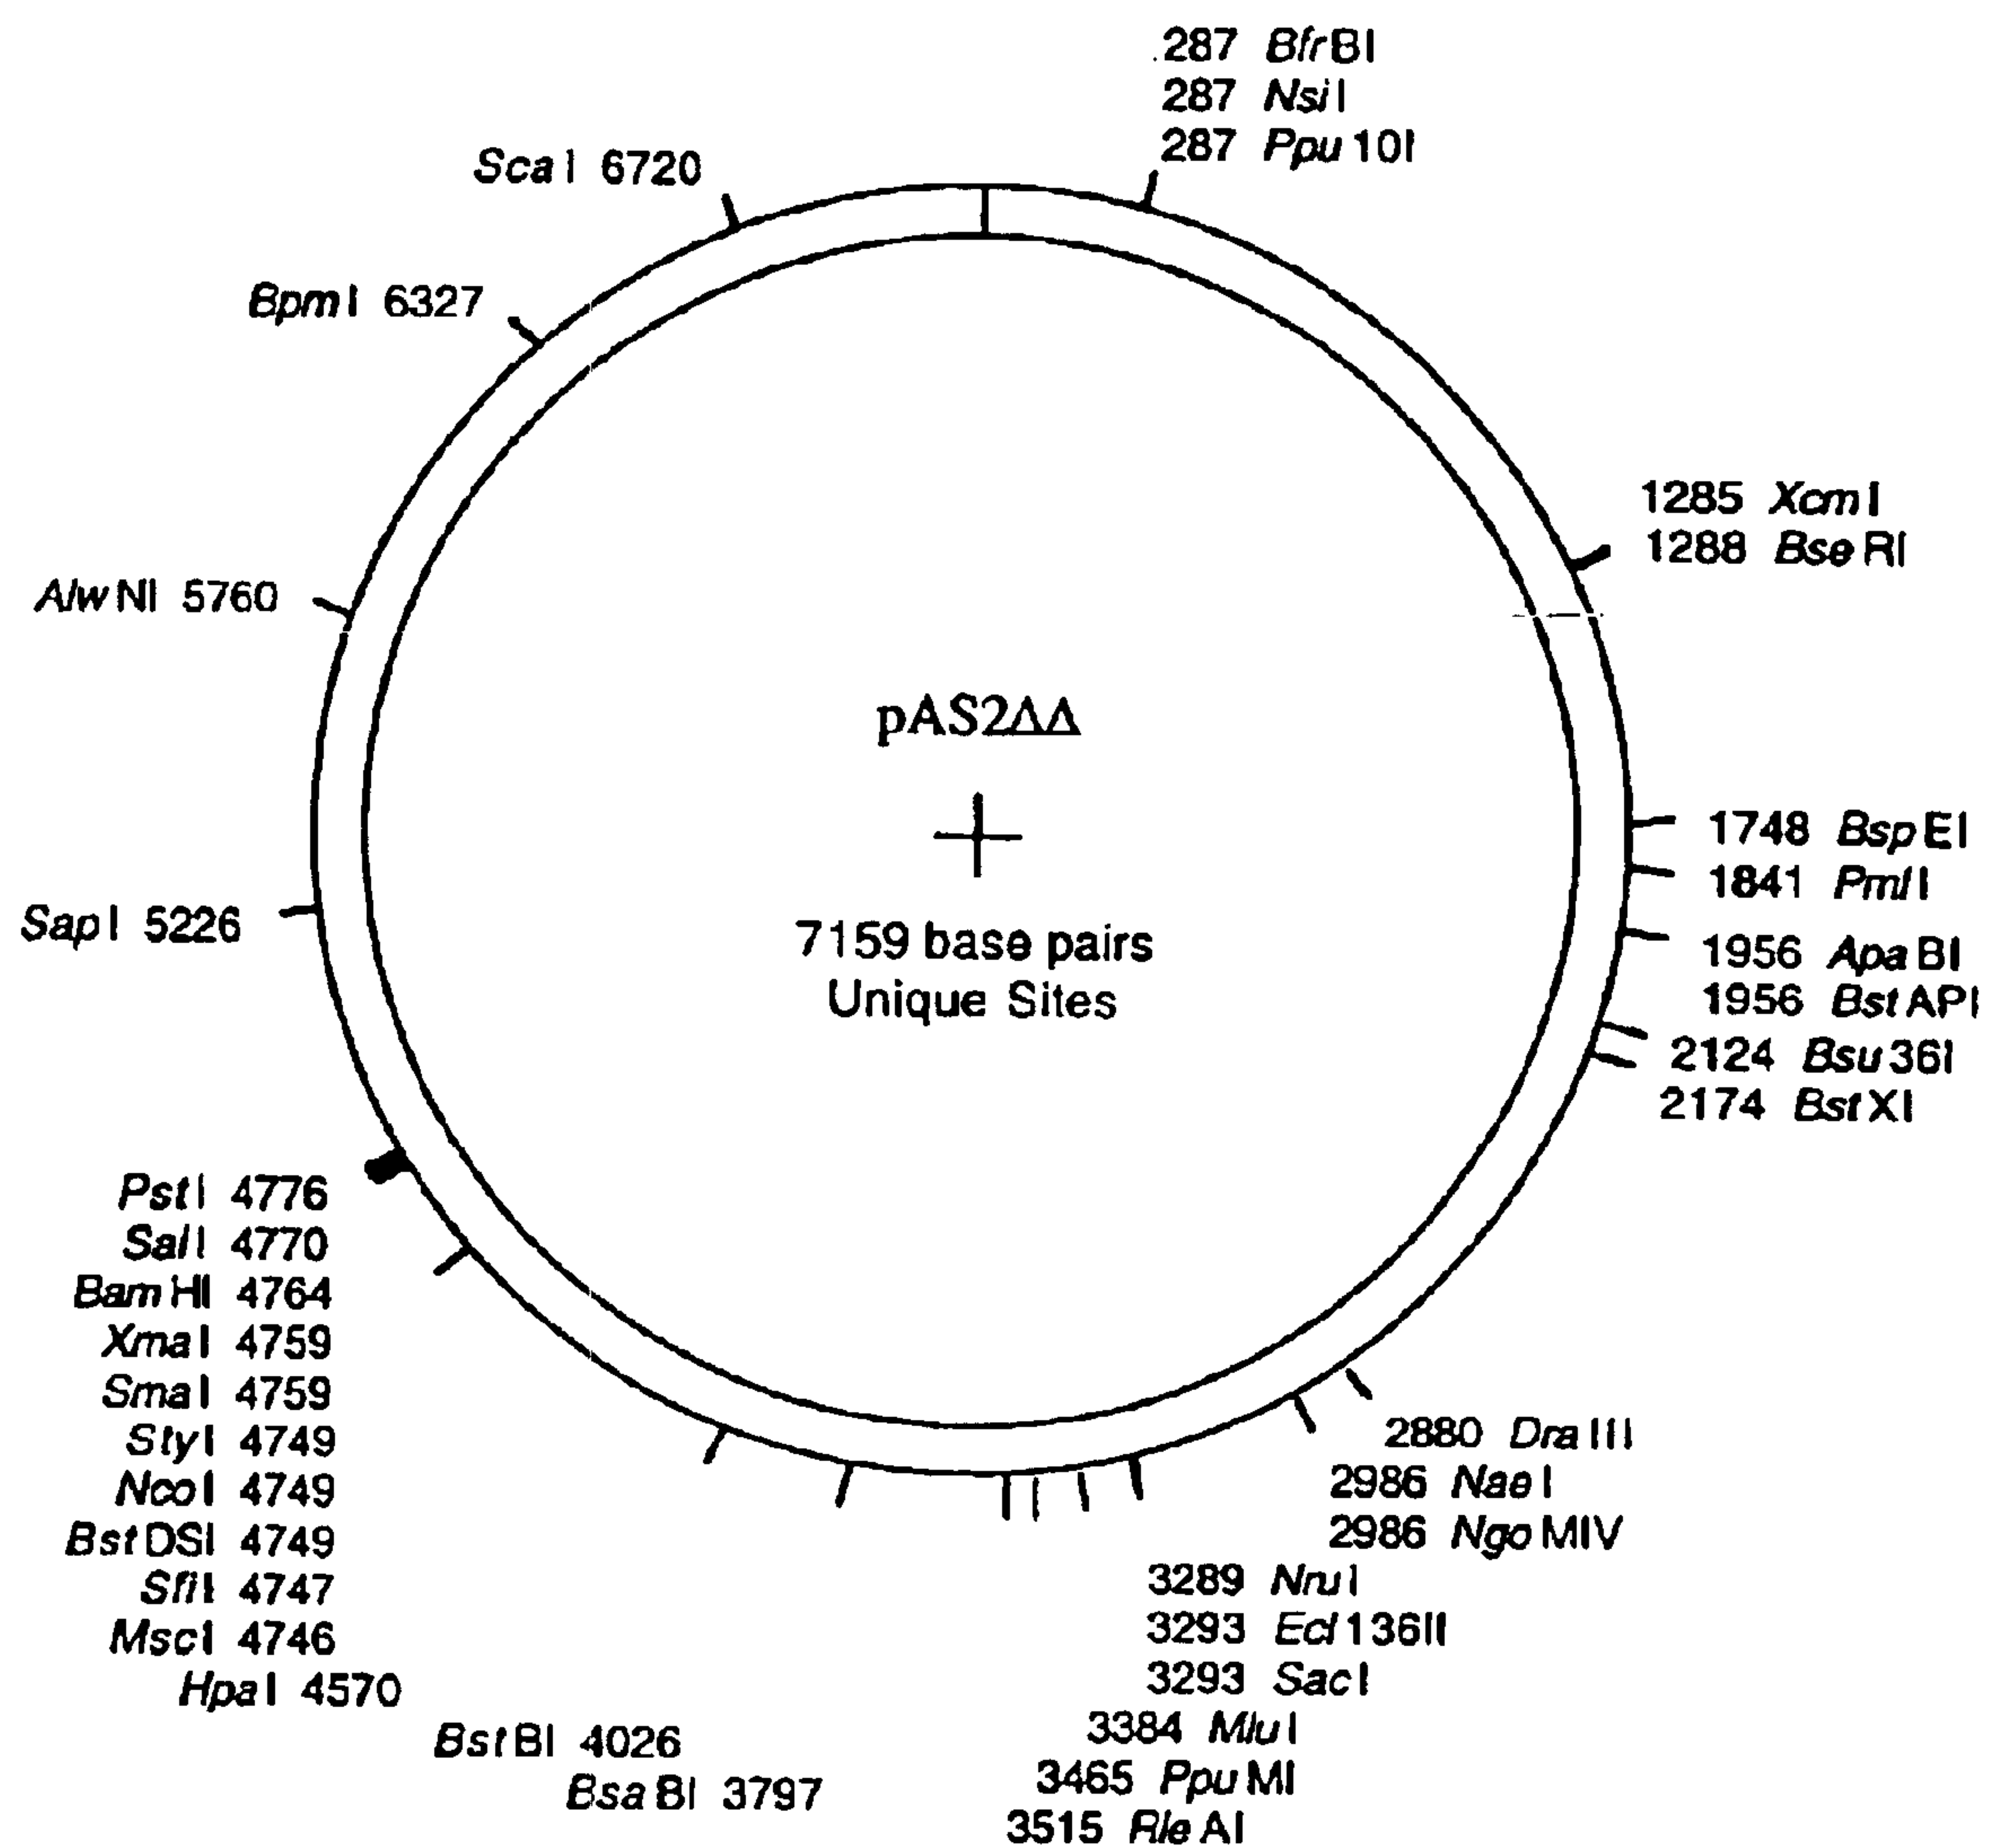 287 BfrBI
287 NsiI
287 Ppu10I
ScaI 6720
BpmI 6327
1285 XcmI
1288 BseRI
AlwNI 5760
pAS2ΔΔ
1748 BspEI
1841 PmlI
SapI 5226
7159 base pairs
Unique Sites
1956 ApaBI
1956 BstAPI
2124 Bsu36I
2174 BstXI
PstI 4776
SalI 4770
BamHI 4764
XmaI 4759
SmaI 4759
StyI 4749
NcoI 4749
BstDSI 4749
SfiI 4747
MscI 4746
HpaI 4570
BstBI 4026
BsaBI 3797
2880 DraIII
2986 NaeI
2986 NgoMIV
3289 NruI
3293 Ecl136II
3293 SacI
3384 MluI
3465 PpuMI
3515 RleAI